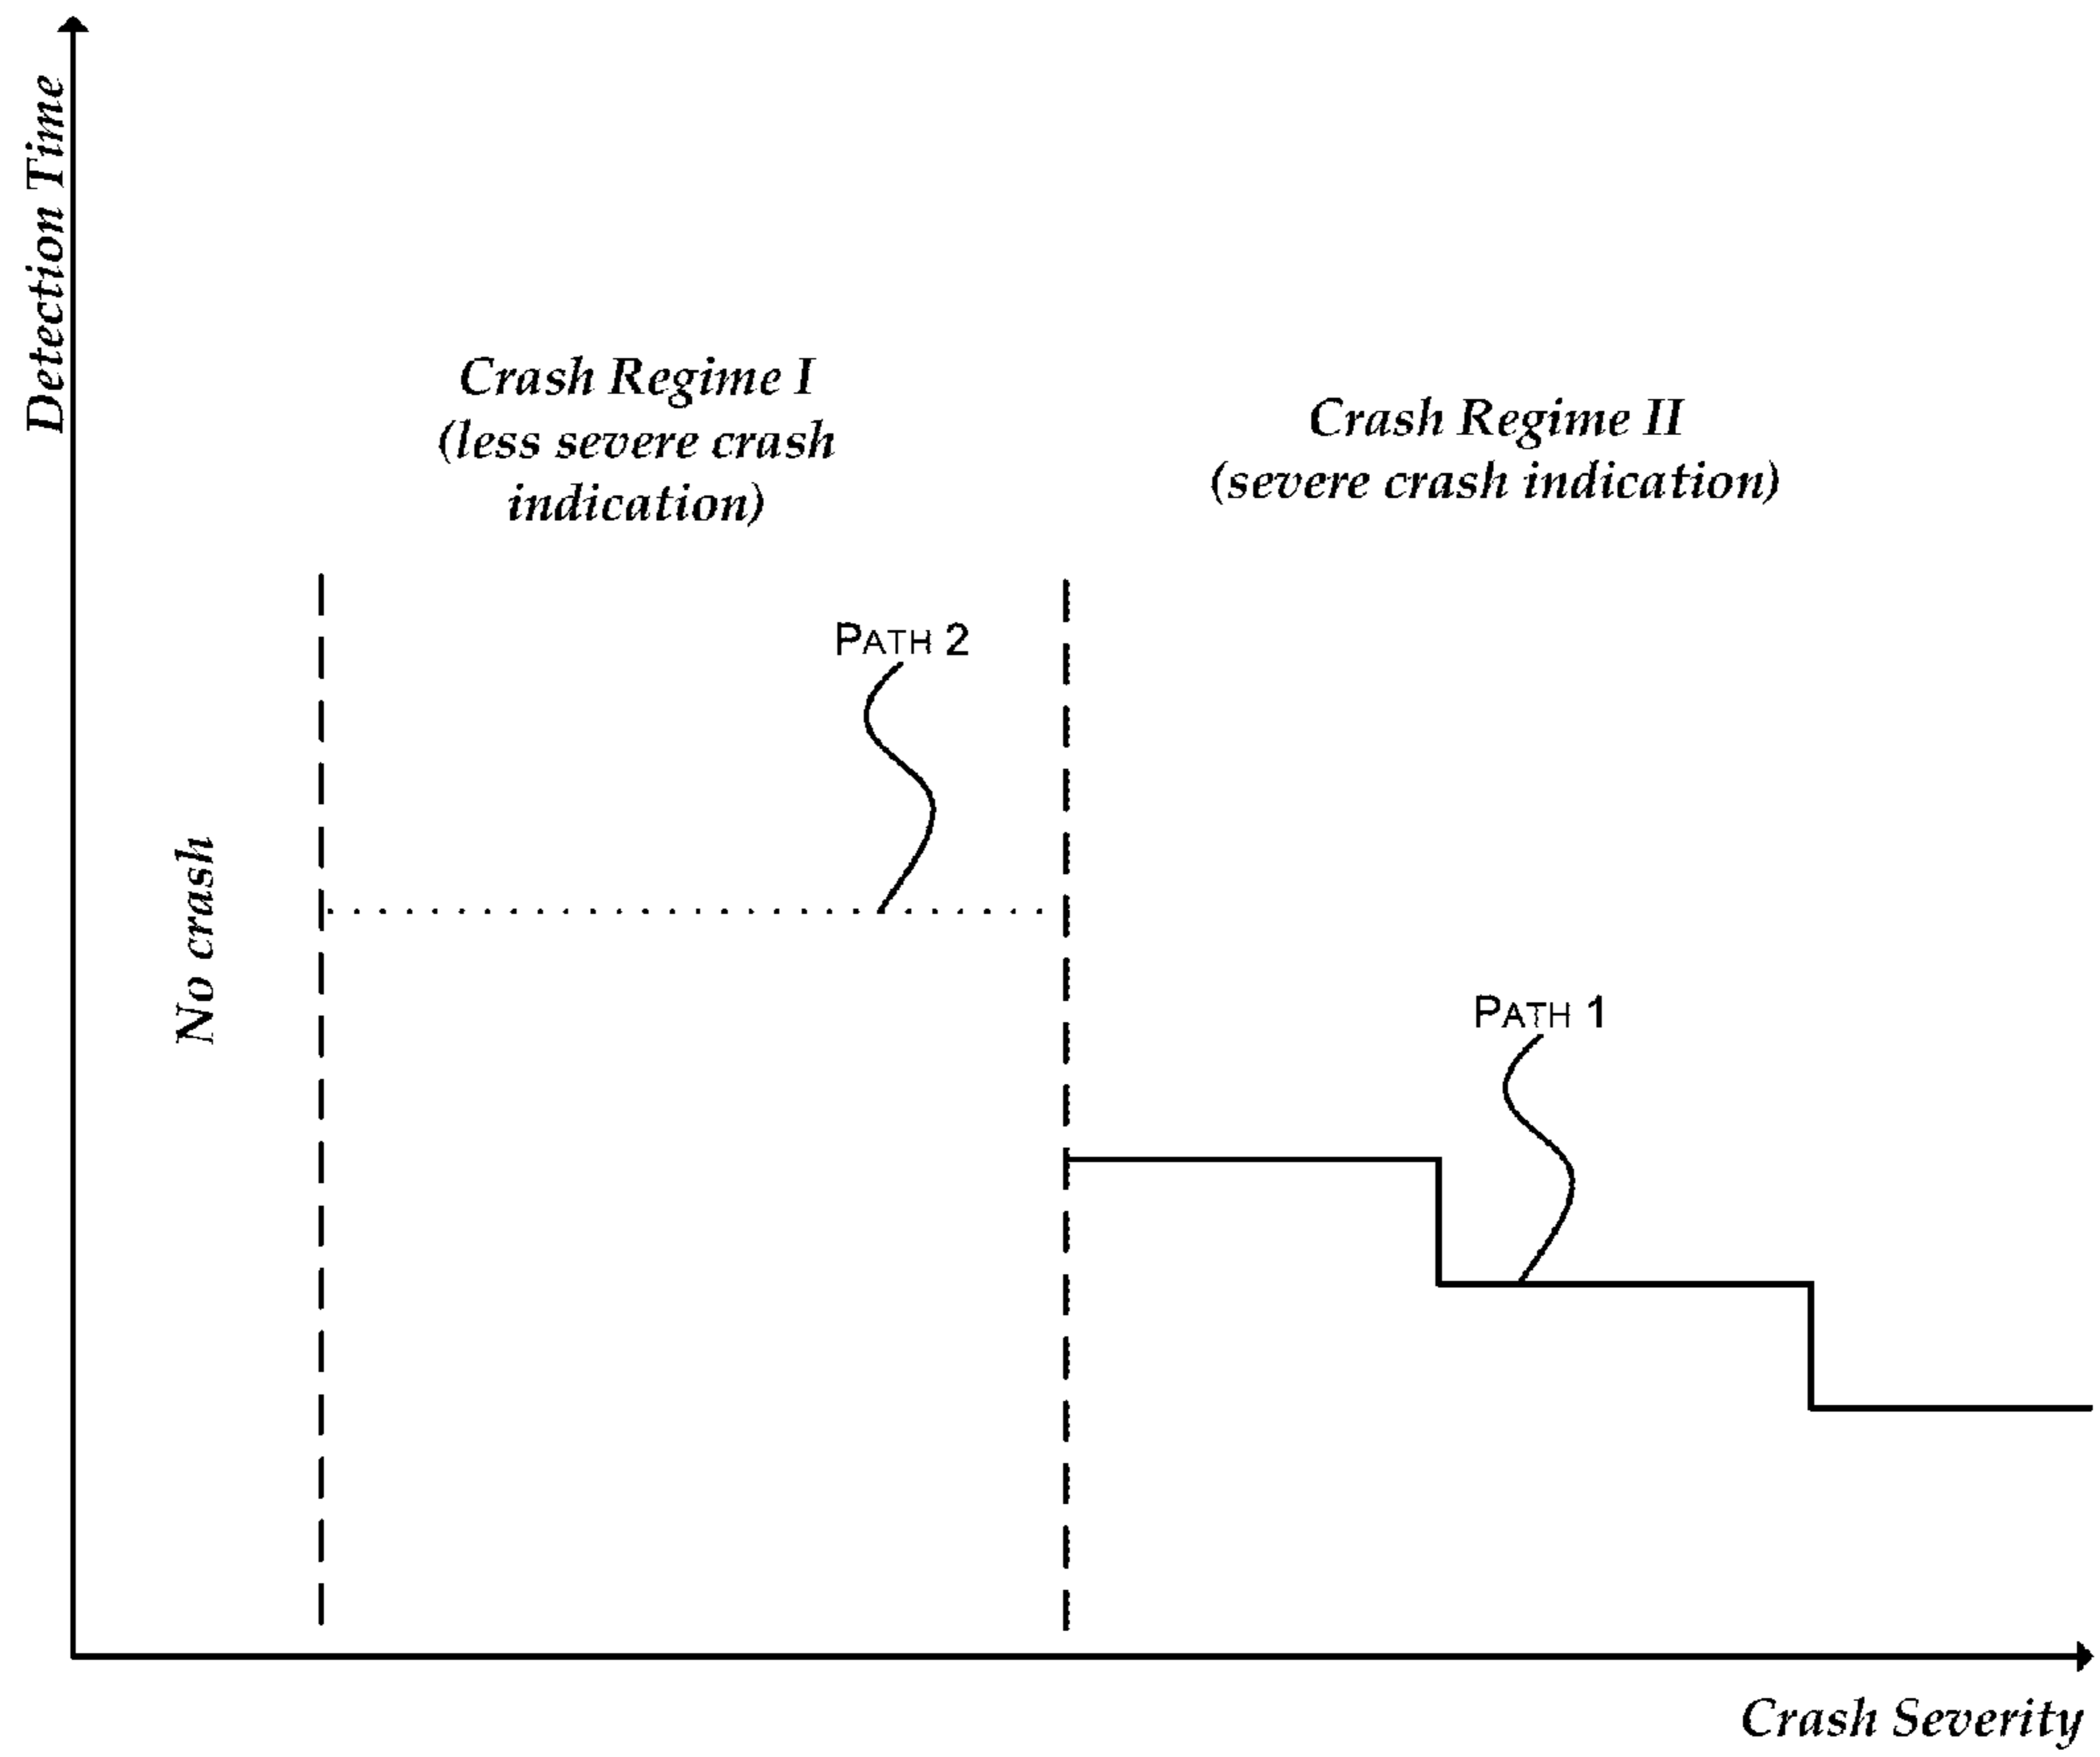 Detection Time
Crash Regime I
(less severe crash
indication)
Crash Regime II
(severe crash indication)
PATH 2
No crash
PATH 1
Crash Severity